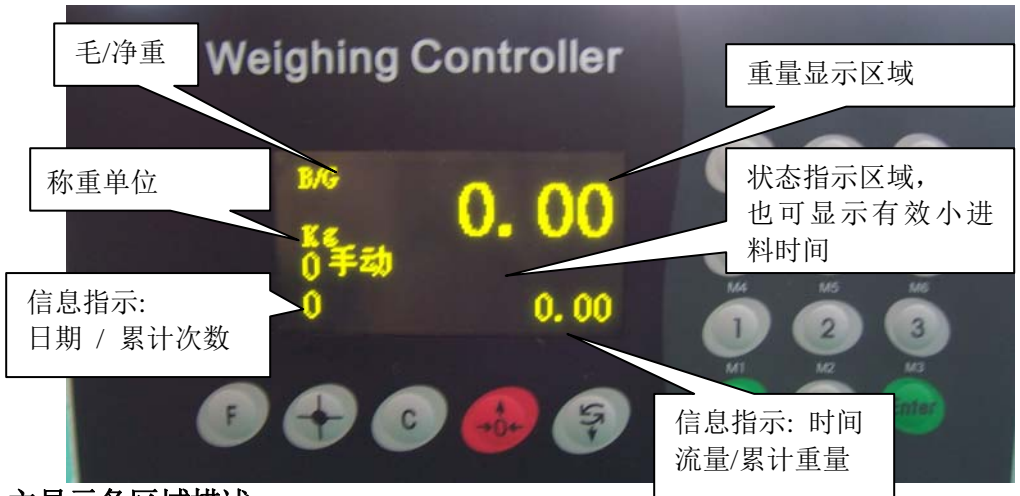 毛/净重
Weighing Controller
重量显示区域
称重单位
B/G
0.00
状态指示区域，
也可显示有效小进
料时间
Kg
0手动
信息指示:
日期 / 累计次数
0
0.00
M4 M5 M6
1 2 3
M1 M2 M3
F C →0← Enter
信息指示: 时间
流量/累计重量